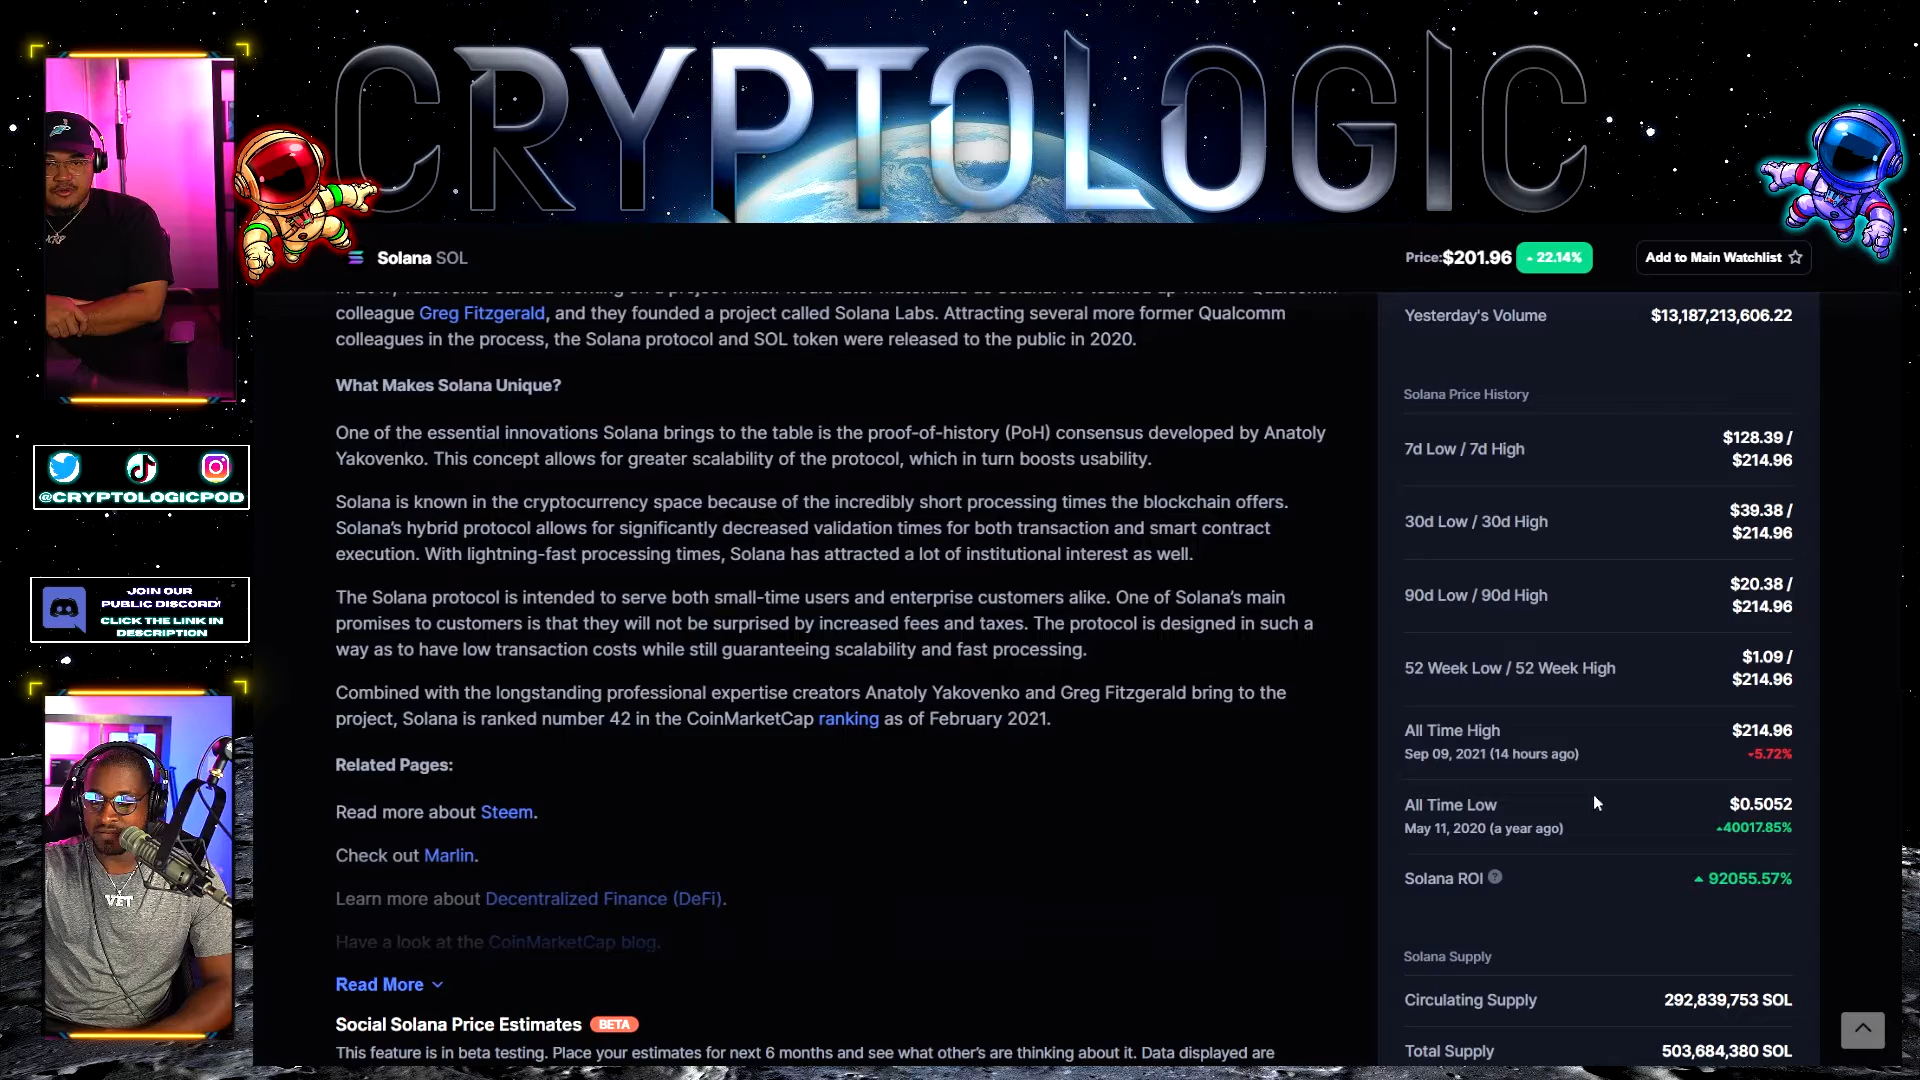 CRYPTOLOGIC
Solana SOL
Price:$201.96 22.14%
Add to Main Watchlist
colleague Greg Fitzgerald, and they founded a project called Solana Labs. Attracting several more former Qualcomm
colleagues in the process, the Solana protocol and SOL token were released to the public in 2020.
What Makes Solana Unique?
One of the essential innovations Solana brings to the table is the proof-of-history (PoH) consensus developed by Anatoly
Yakovenko. This concept allows for greater scalability of the protocol, which in turn boosts usability.
Solana is known in the cryptocurrency space because of the incredibly short processing times the blockchain offers.
Solana's hybrid protocol allows for significantly decreased validation times for both transaction and smart contract
execution. With lightning-fast processing times, Solana has attracted a lot of institutional interest as well.
The Solana protocol is intended to serve both small-time users and enterprise customers alike. One of Solana's main
promises to customers is that they will not be surprised by increased fees and taxes. The protocol is designed in such a
way as to have low transaction costs while still guaranteeing scalability and fast processing.
Combined with the longstanding professional expertise creators Anatoly Yakovenko and Greg Fitzgerald bring to the
project, Solana is ranked number 42 in the CoinMarketCap ranking as of February 2021.
Related Pages:
Read more about Steem.
Check out Marlin.
Learn more about Decentralized Finance (DeFi).
Have a look at the CoinMarketCap blog.
Read More
Social Solana Price Estimates BETA
This feature is in beta testing. Place your estimates for next 6 months and see what other's are thinking about it. Data displayed are
Yesterday's Volume $13,187,213,606.22
Solana Price History
7d Low / 7d High $128.39 /
$214.96
30d Low / 30d High $39.38 /
$214.96
90d Low / 90d High $20.38 /
$214.96
52 Week Low / 52 Week High $1.09 /
$214.96
All Time High $214.96
Sep 09, 2021 (14 hours ago) -5.72%
All Time Low $0.5052
May 11, 2020 (a year ago) 40017.85%
Solana ROI 92055.57%
Solana Supply
Circulating Supply 292,839,753 SOL
Total Supply 503,684,380 SOL
@CRYPTOLOGICPOD
JOIN OUR
PUBLIC DISCORD!
CLICK THE LINK IN
DESCRIPTION
VET